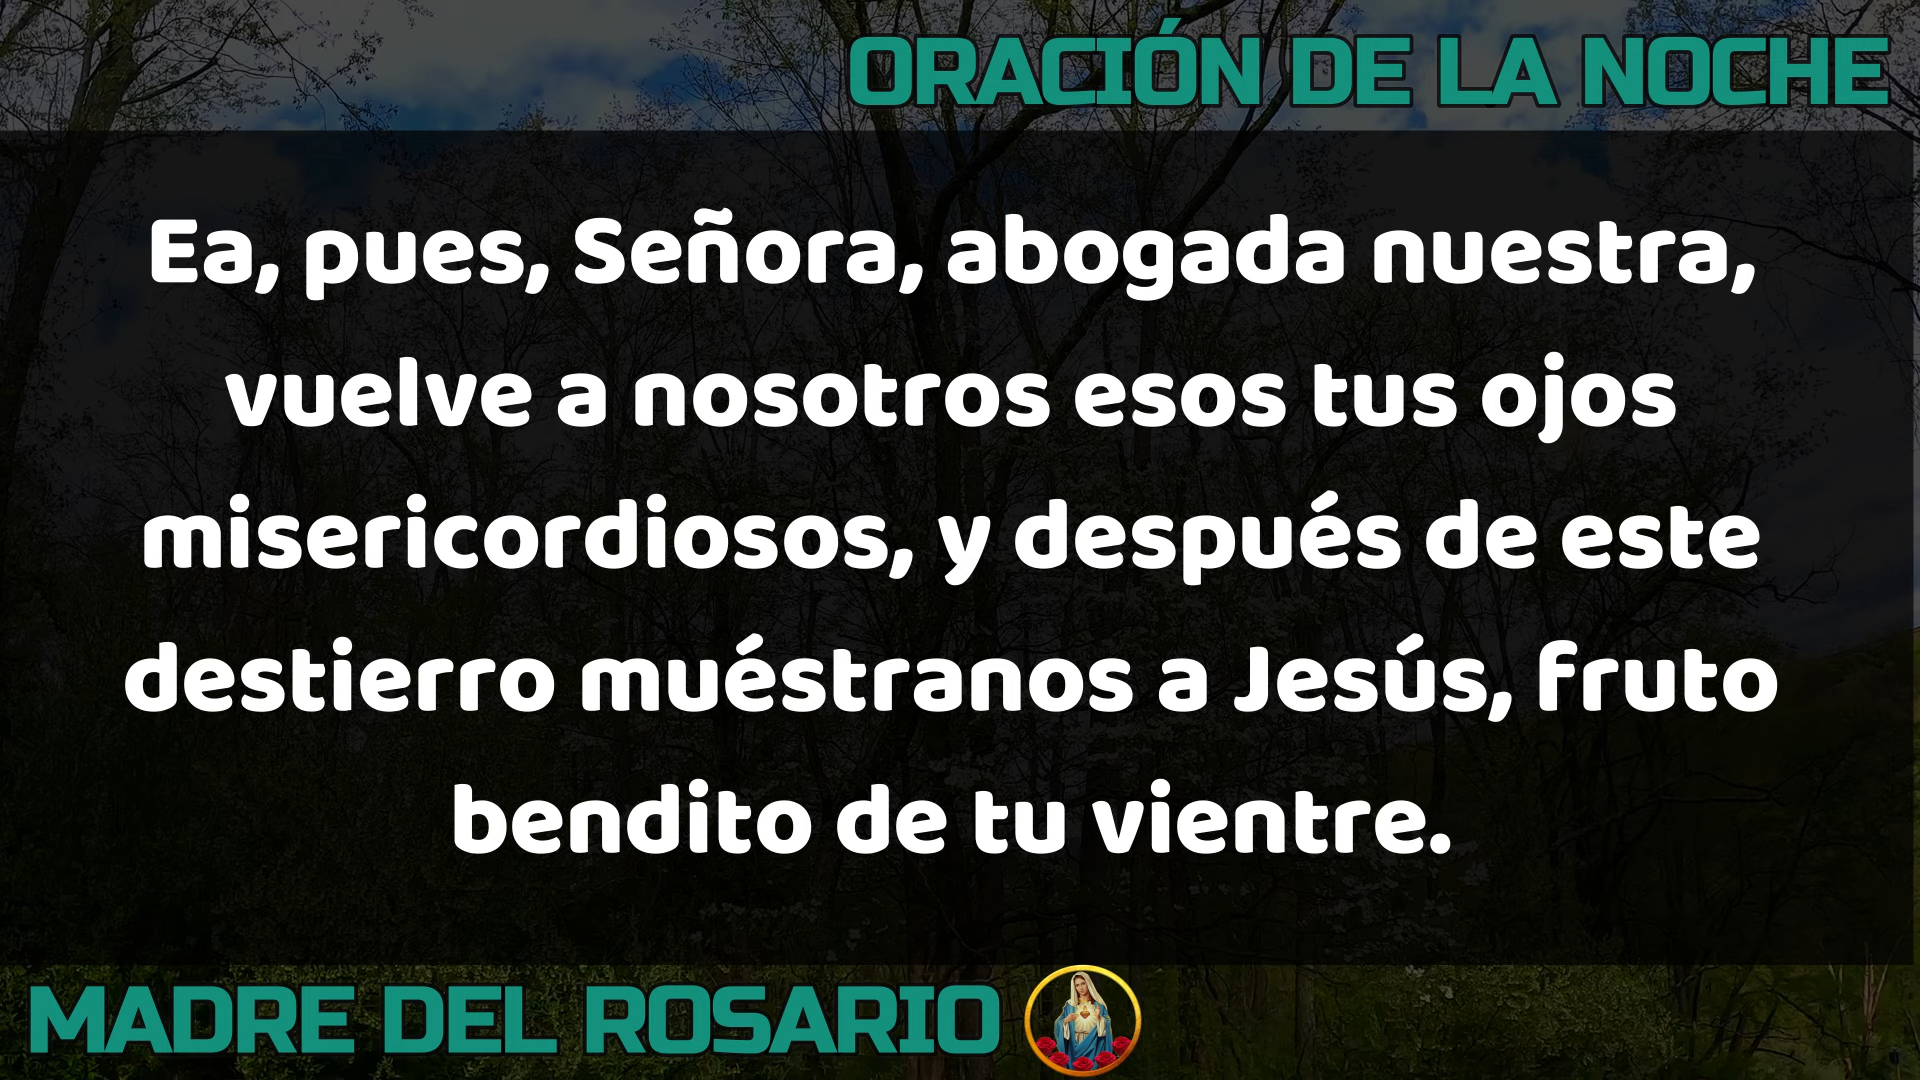 ORACIÓN DE LA NOCHE
Ea, pues, Señora, abogada nuestra,
vuelve a nosotros esos tus ojos
misericordiosos, y después de este
destierro muéstranos a Jesús, fruto
bendito de tu vientre.
MADRE DEL ROSARIO